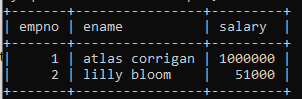 empno | ename | salary
1 | atlas corrigan | 1000000
2 | lilly bloom | 51000